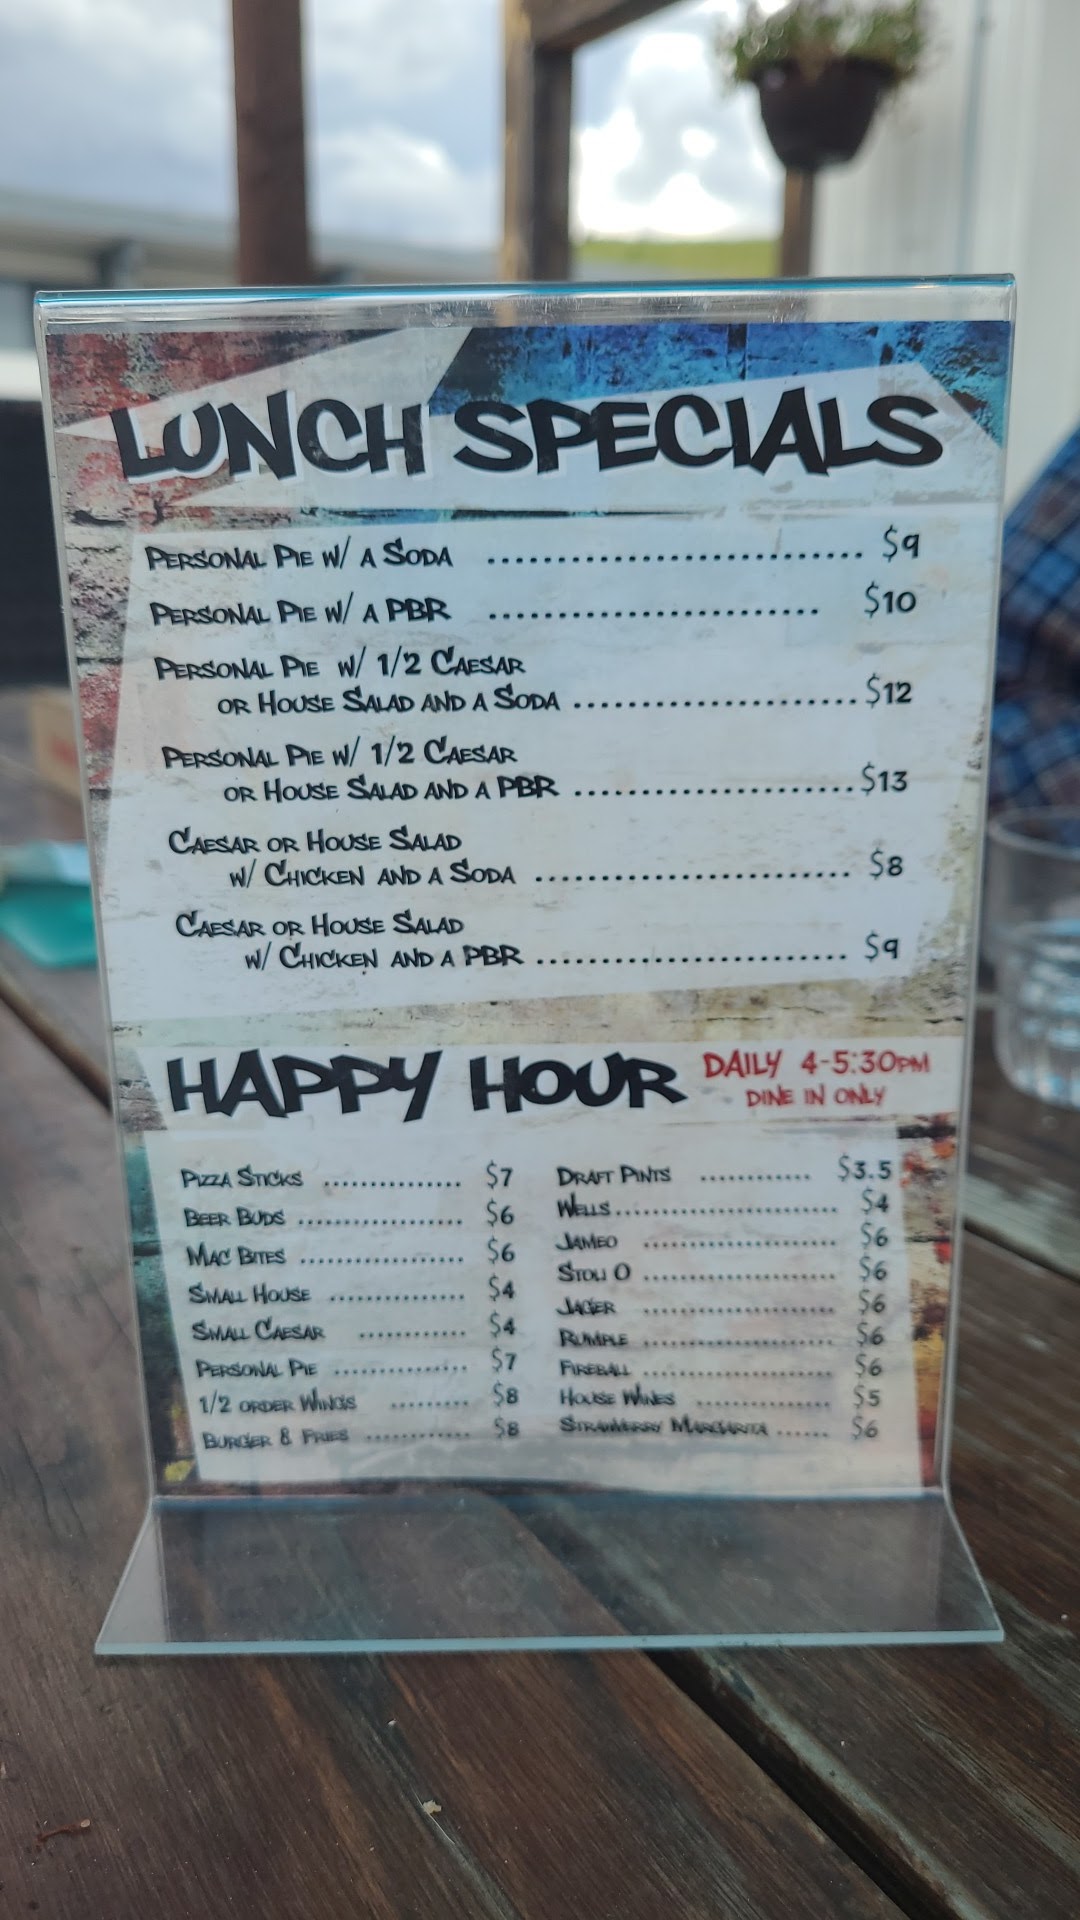 LUNCH SPECIALS
PERSONAL PIE W/ A SODA .............................. $9
PERSONAL PIE W/ A PBR .......................... $10
PERSONAL PIE W/ 1/2 CAESAR
OR HOUSE SALAD AND A SODA ......................$12
PERSONAL PIE W/ 1/2 CAESAR
OR HOUSE SALAD AND A PBR ......................$13
CAESAR OR HOUSE SALAD
W/ CHICKEN AND A SODA ......................... $8
CAESAR OR HOUSE SALAD
W/ CHICKEN AND A PBR ......................... $9
HAPPY HOUR
DAILY 4-5:30PM
DINE IN ONLY
PIZZA STICKS ............... $7
BEER BUDS .................. $6
MAC BITES .................. $6
SMALL HOUSE ............... $4
SMALL CAESAR ............ $4
PERSONAL PIE ............... $7
1/2 ORDER WINGS ......... $8
BURGER & FRIES ............ $8
DRAFT PINTS ............ $3.5
WELLS......................... $4
JAMEO ...................... $6
STOLI O ...................... $6
JAGER ...................... $6
RUMPLE ...................... $6
FIREBALL ...................... $6
HOUSE WINES ............... $5
STRAWBERRY MARGARITA ...... $6